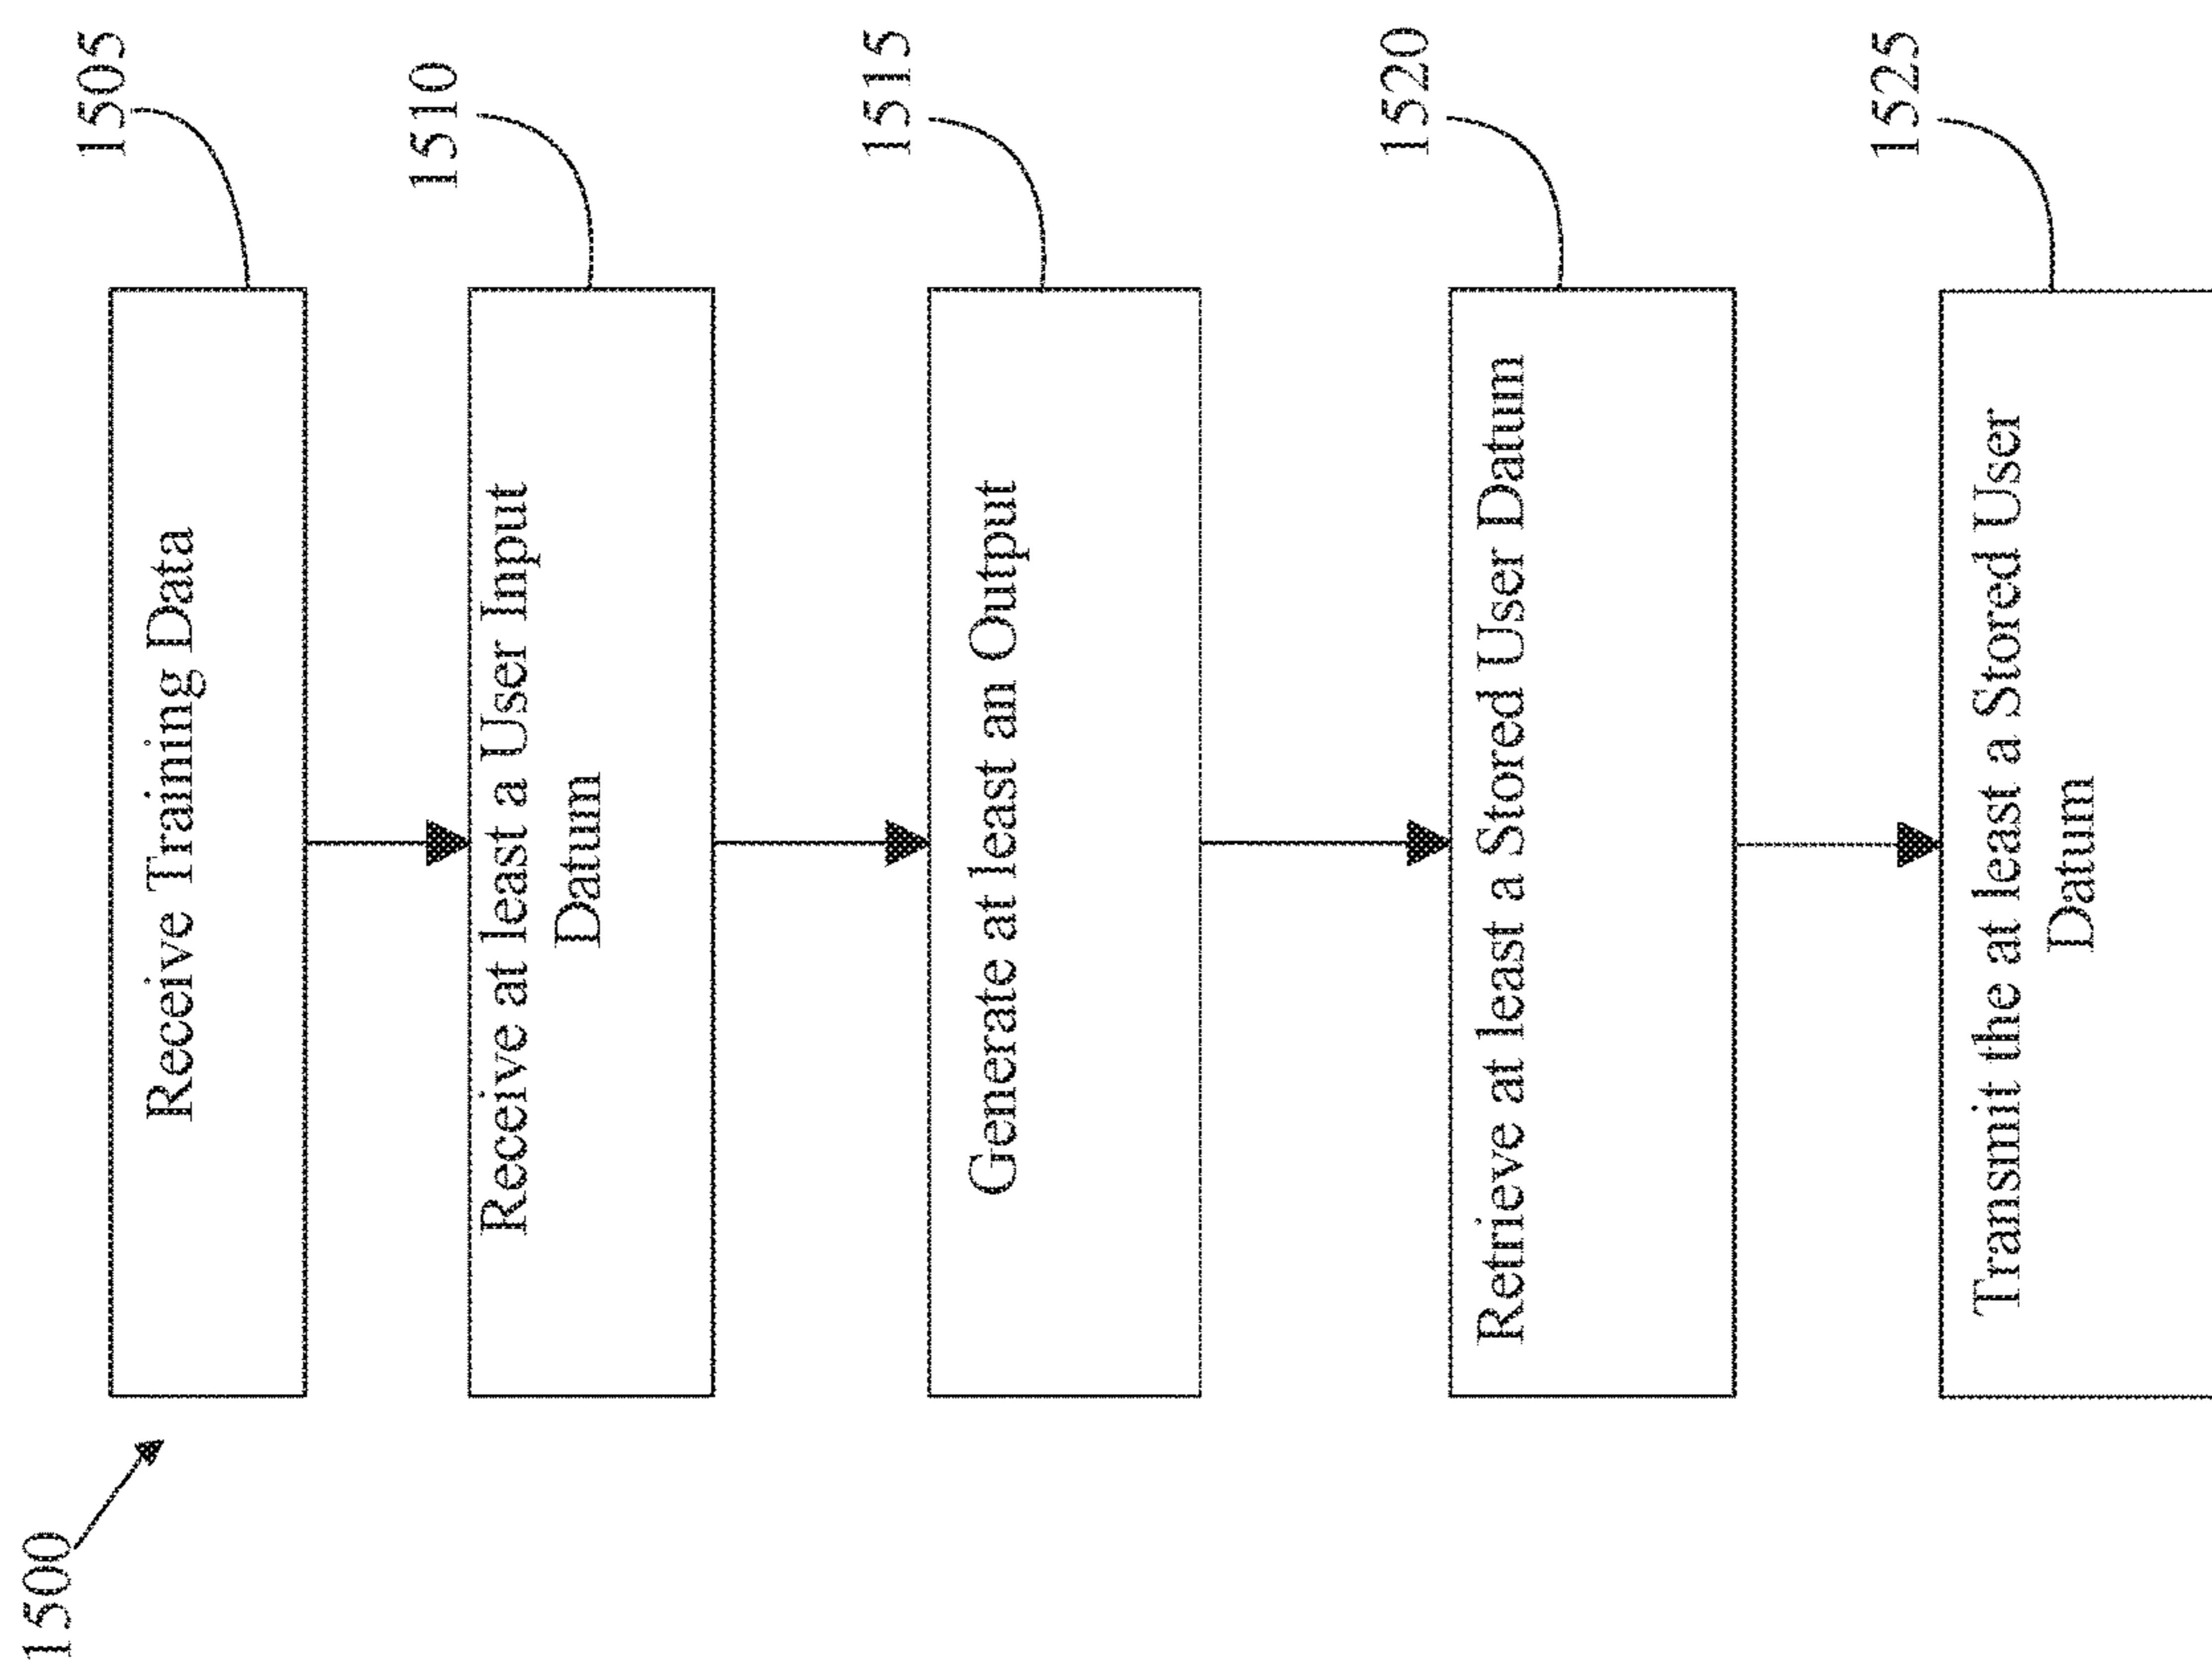 1500
1505
Receive Training Data
1510
Receive at least a User Input
Datum
1515
Generate at least an Output
1520
Retrieve at least a Stored User Datum
1525
Transmit the at least a Stored User
Datum